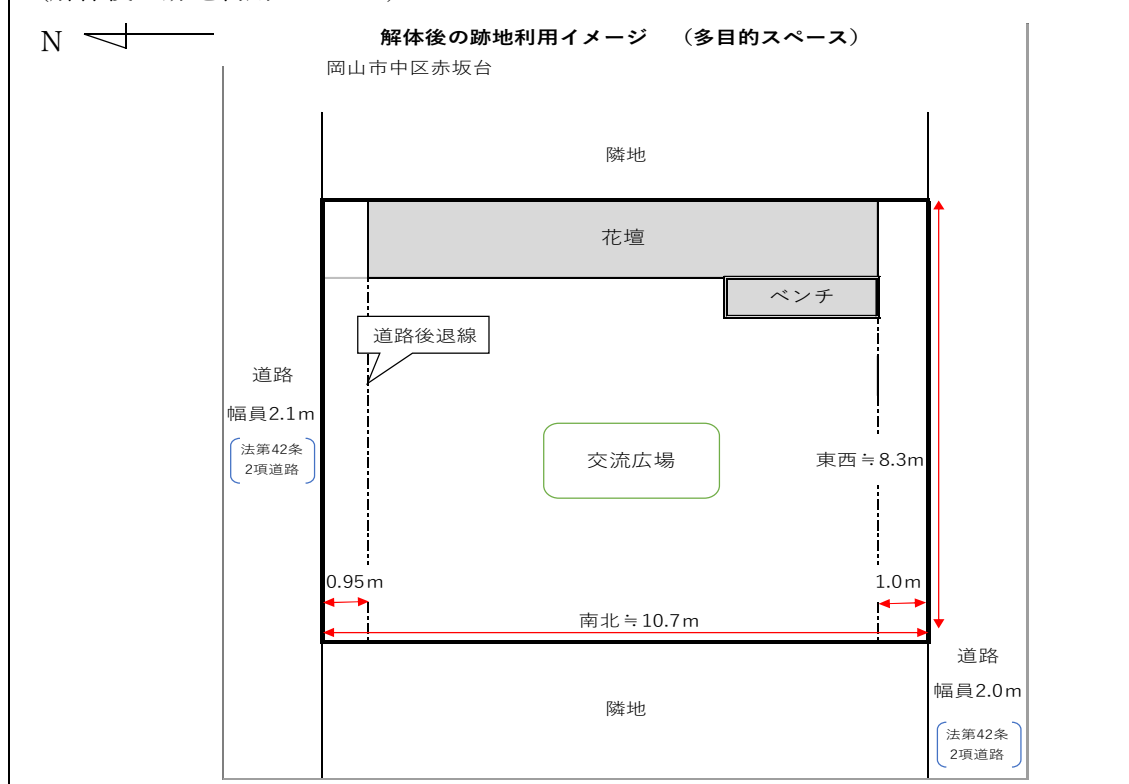 N
解体後の跡地利用イメージ　（多目的スペース）
岡山市中区赤坂台
隣地
花壇
ベンチ
道路後退線
道路
幅員2.1m
法第42条
2項道路
交流広場
東西≒8.3m
0.95m
1.0m
南北≒10.7m
道路
幅員2.0m
隣地
法第42条
2項道路